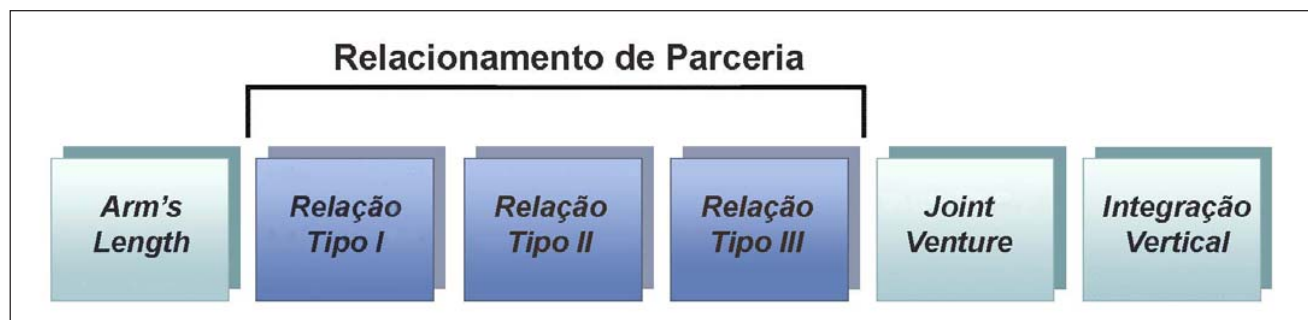 Relacionamento de Parceria
Arm's
Length
Relação
Tipo I
Relação
Tipo II
Relação
Tipo III
Joint
Venture
Integração
Vertical